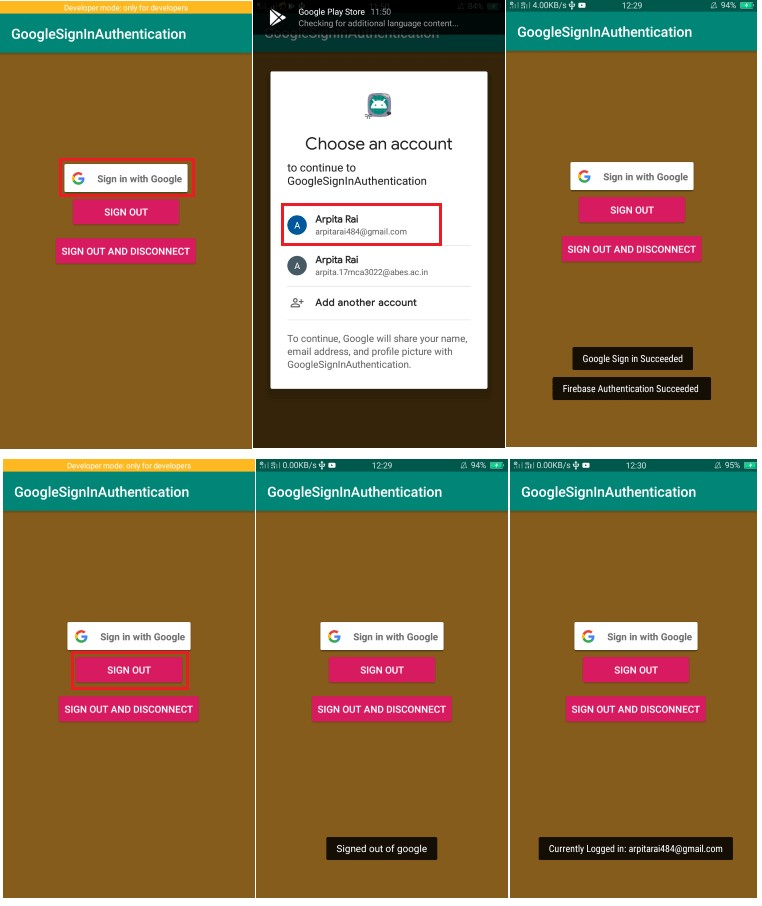 Developer mode: only for developers
GoogleSignInAuthentication
Sign in with Google
SIGN OUT
SIGN OUT AND DISCONNECT
Google Play Store 11:50
84%
Checking for additional language content...
GoogleSignInAuthentication
Choose an account
to continue to
GoogleSignInAuthentication
A
Arpita Rai
arpitarai484@gmail.com
A
Arpita Rai
arpita.17mca3022@abes.ac.in
Add another account
To continue, Google will share your name,
email address, and profile picture with
GoogleSignInAuthentication.
4.00KB/s 12:29 94%
GoogleSignInAuthentication
Sign in with Google
SIGN OUT
SIGN OUT AND DISCONNECT
Google Sign in Succeeded
Firebase Authentication Succeeded
Developer mode: only for developers
GoogleSignInAuthentication
Sign in with Google
SIGN OUT
SIGN OUT AND DISCONNECT
0.00KB/s 12:29 94%
GoogleSignInAuthentication
Sign in with Google
SIGN OUT
SIGN OUT AND DISCONNECT
Signed out of google
0.00KB/s 12:30 95%
GoogleSignInAuthentication
Sign in with Google
SIGN OUT
SIGN OUT AND DISCONNECT
Currently Logged in: arpitarai484@gmail.com